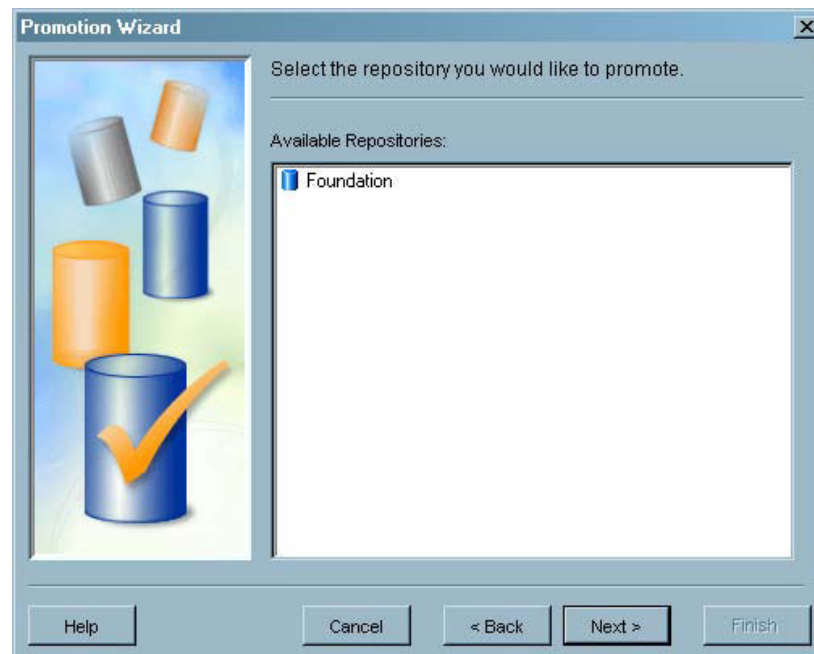 Promotion Wizard
Select the repository you would like to promote.
Available Repositories:
Foundation
Help
Cancel
< Back
Next >
Finish